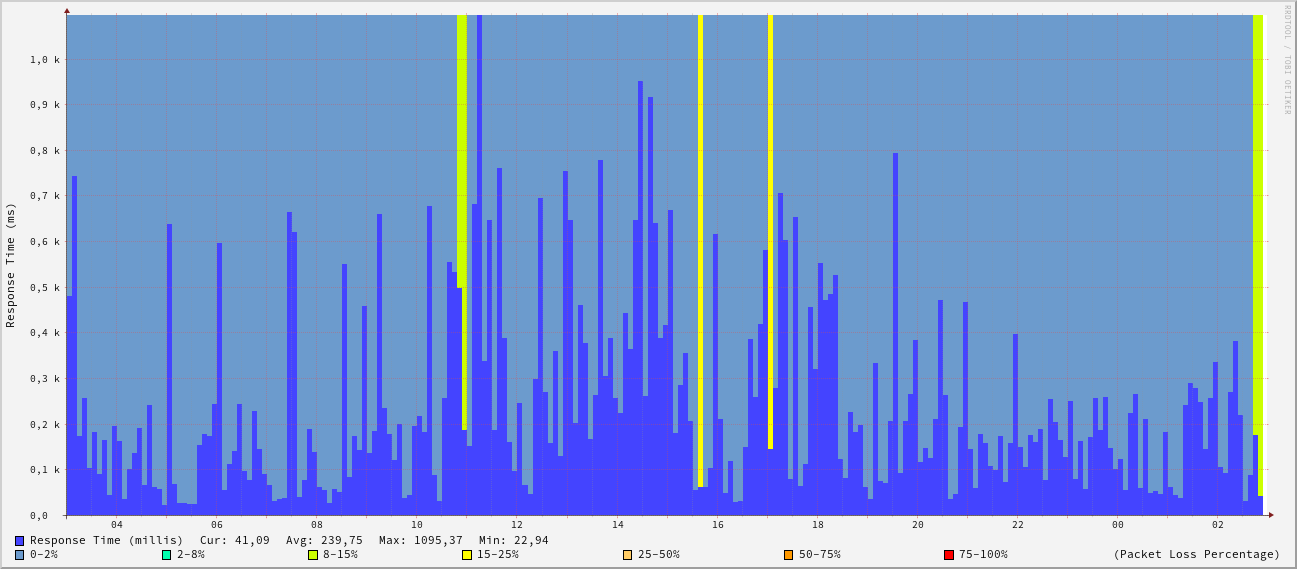 RRDTOOL / TOBI OETIKER
Response Time (ms)
1,0 k
0,9 k
0,8 k
0,7 k
0,6 k
0,5 k
0,4 k
0,3 k
0,2 k
0,1 k
0,0
04 06 08 10 12 14 16 18 20 22 00 02
Response Time (millis) Cur: 41,09 Avg: 239,75 Max: 1095,37 Min: 22,94
0-2% 2-8% 8-15% 15-25% 25-50% 50-75% 75-100% (Packet Loss Percentage)